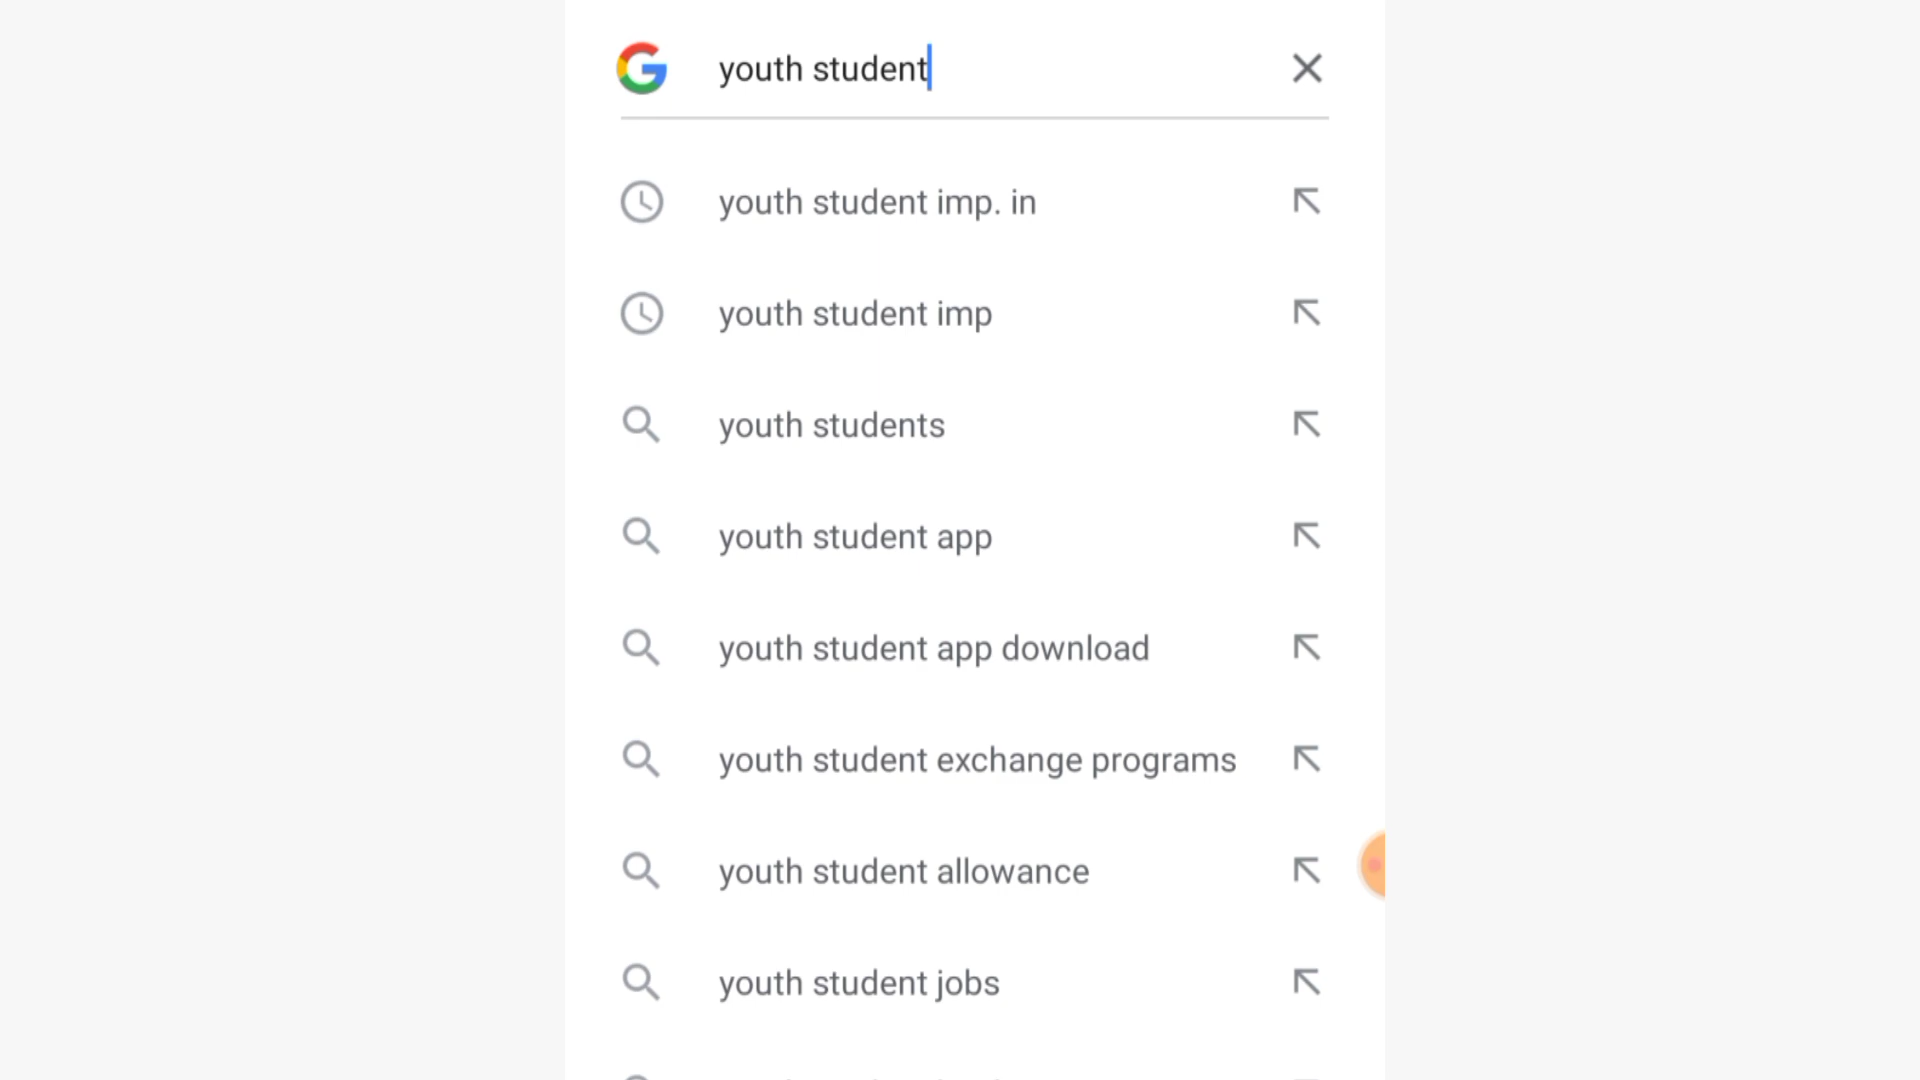 youth student
youth student imp. in
youth student imp
youth students
youth student app
youth student app download
youth student exchange programs
youth student allowance
youth student jobs